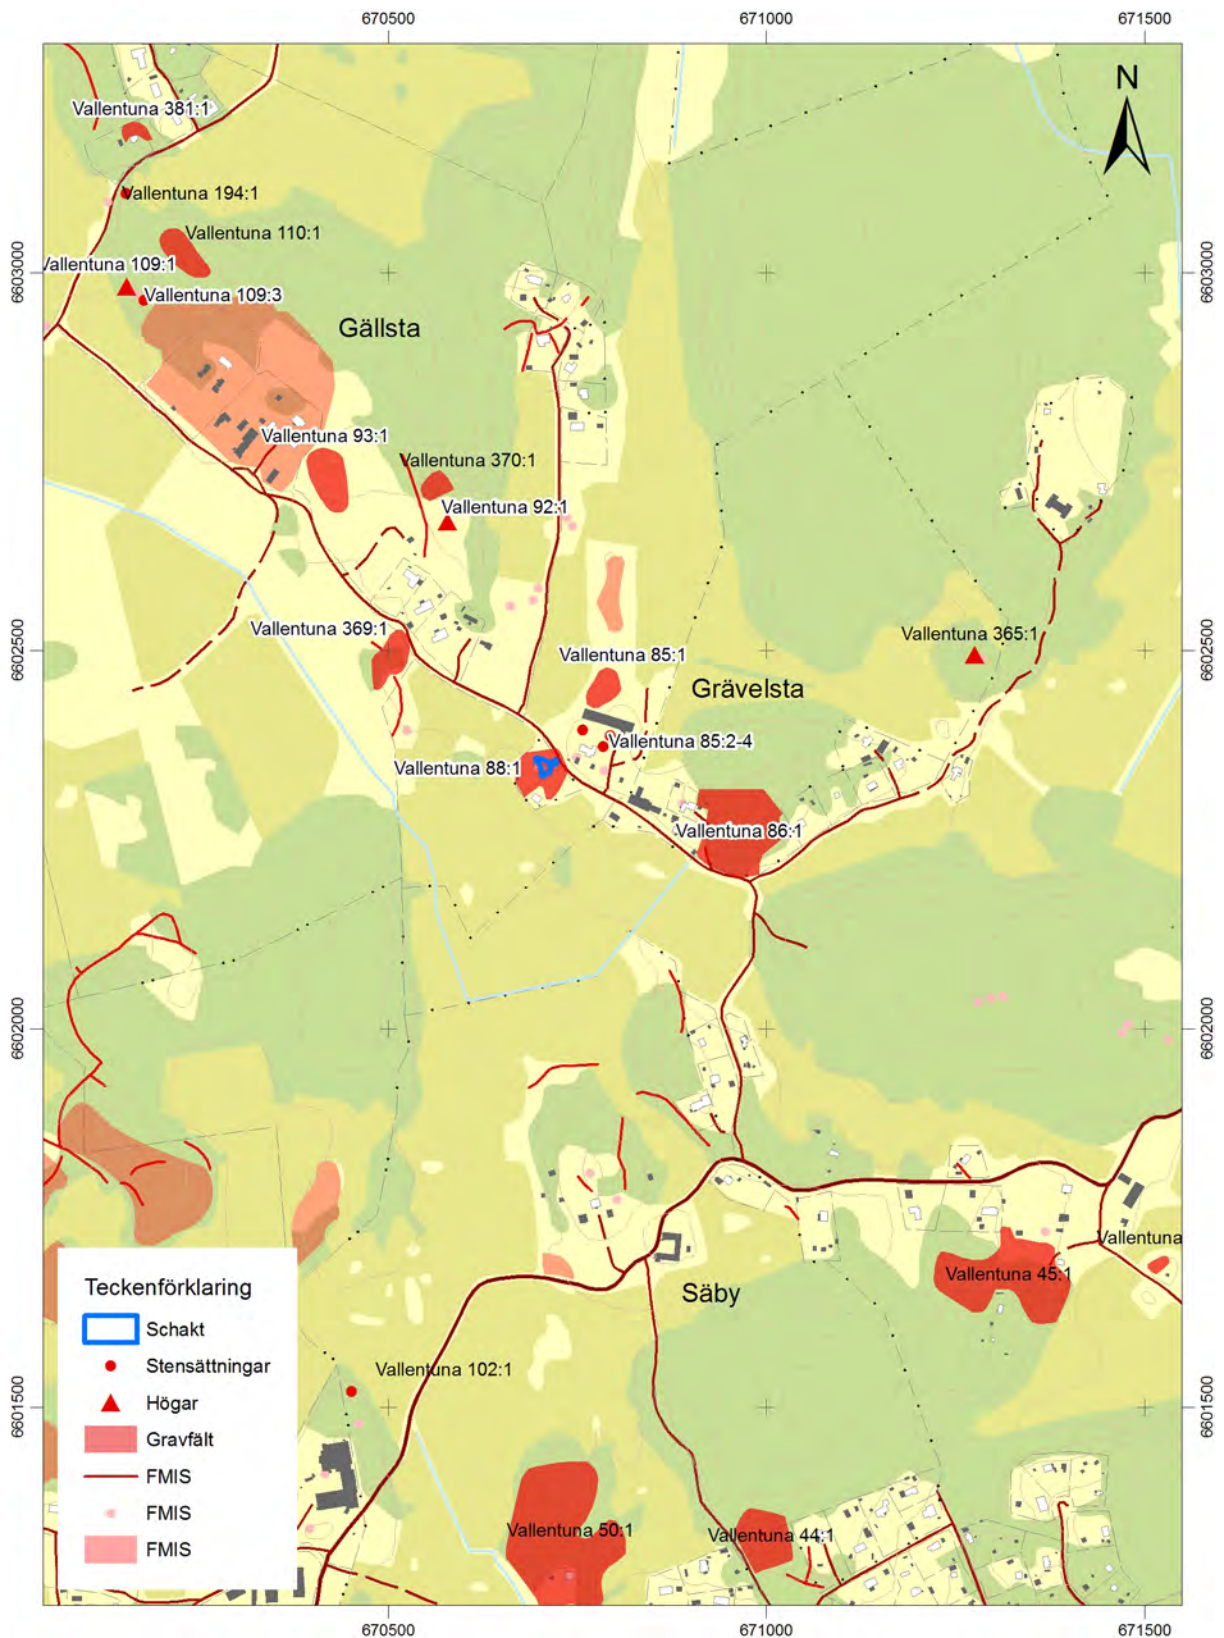 670500
671000
671500
N
Vallentuna 381:1
Vallentuna 194:1
Vallentuna 110:1
6603000
6603000
Vallentuna 109:1
Vallentuna 109:3
Gällsta
Vallentuna 93:1
Vallentuna 370:1
Vallentuna 92:1
Vallentuna 369:1
Vallentuna 365:1
6602500
6602500
Vallentuna 85:1
Grävelsta
Vallentuna 85:2-4
Vallentuna 88:1
Vallentuna 86:1
6602000
6602000
Vallentuna
Vallentuna 45:1
Säby
Teckenförklaring
Schakt
Stensättningar
Högar
Gravfält
FMIS
FMIS
FMIS
Vallentuna 102:1
6601500
6601500
Vallentuna 50:1
Vallentuna 44:1
670500
671000
671500